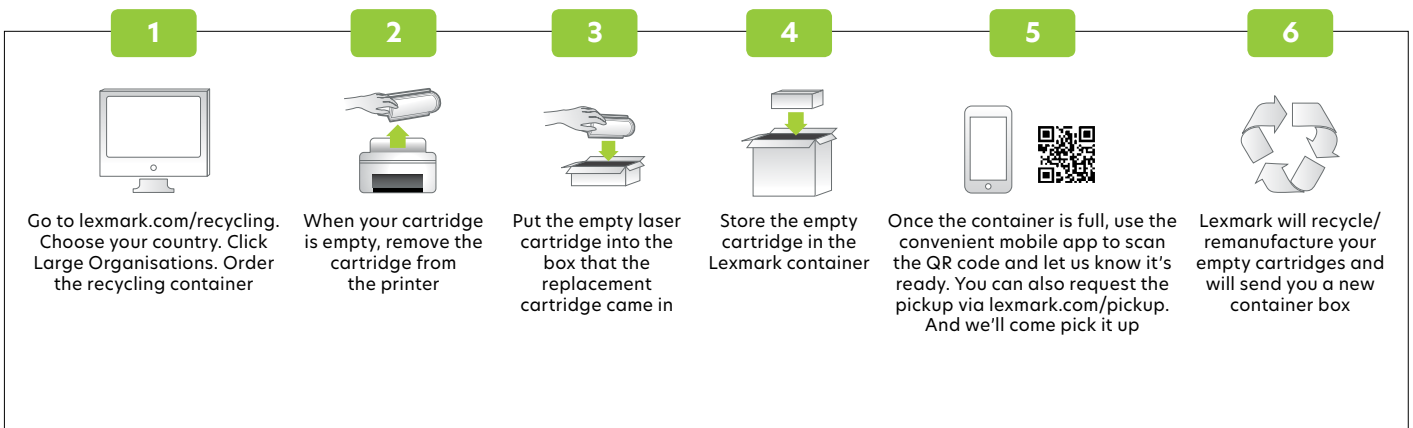 1
Go to lexmark.com/recycling.
Choose your country. Click
Large Organisations. Order
the recycling container
2
When your cartridge
is empty, remove the
cartridge from
the printer
3
Put the empty laser
cartridge into the
box that the
replacement
cartridge came in
4
Store the empty
cartridge in the
Lexmark container
5
Once the container is full, use the
convenient mobile app to scan
the QR code and let us know it's
ready. You can also request the
pickup via lexmark.com/pickup.
And we'll come pick it up
6
Lexmark will recycle/
remanufacture your
empty cartridges and
will send you a new
container box